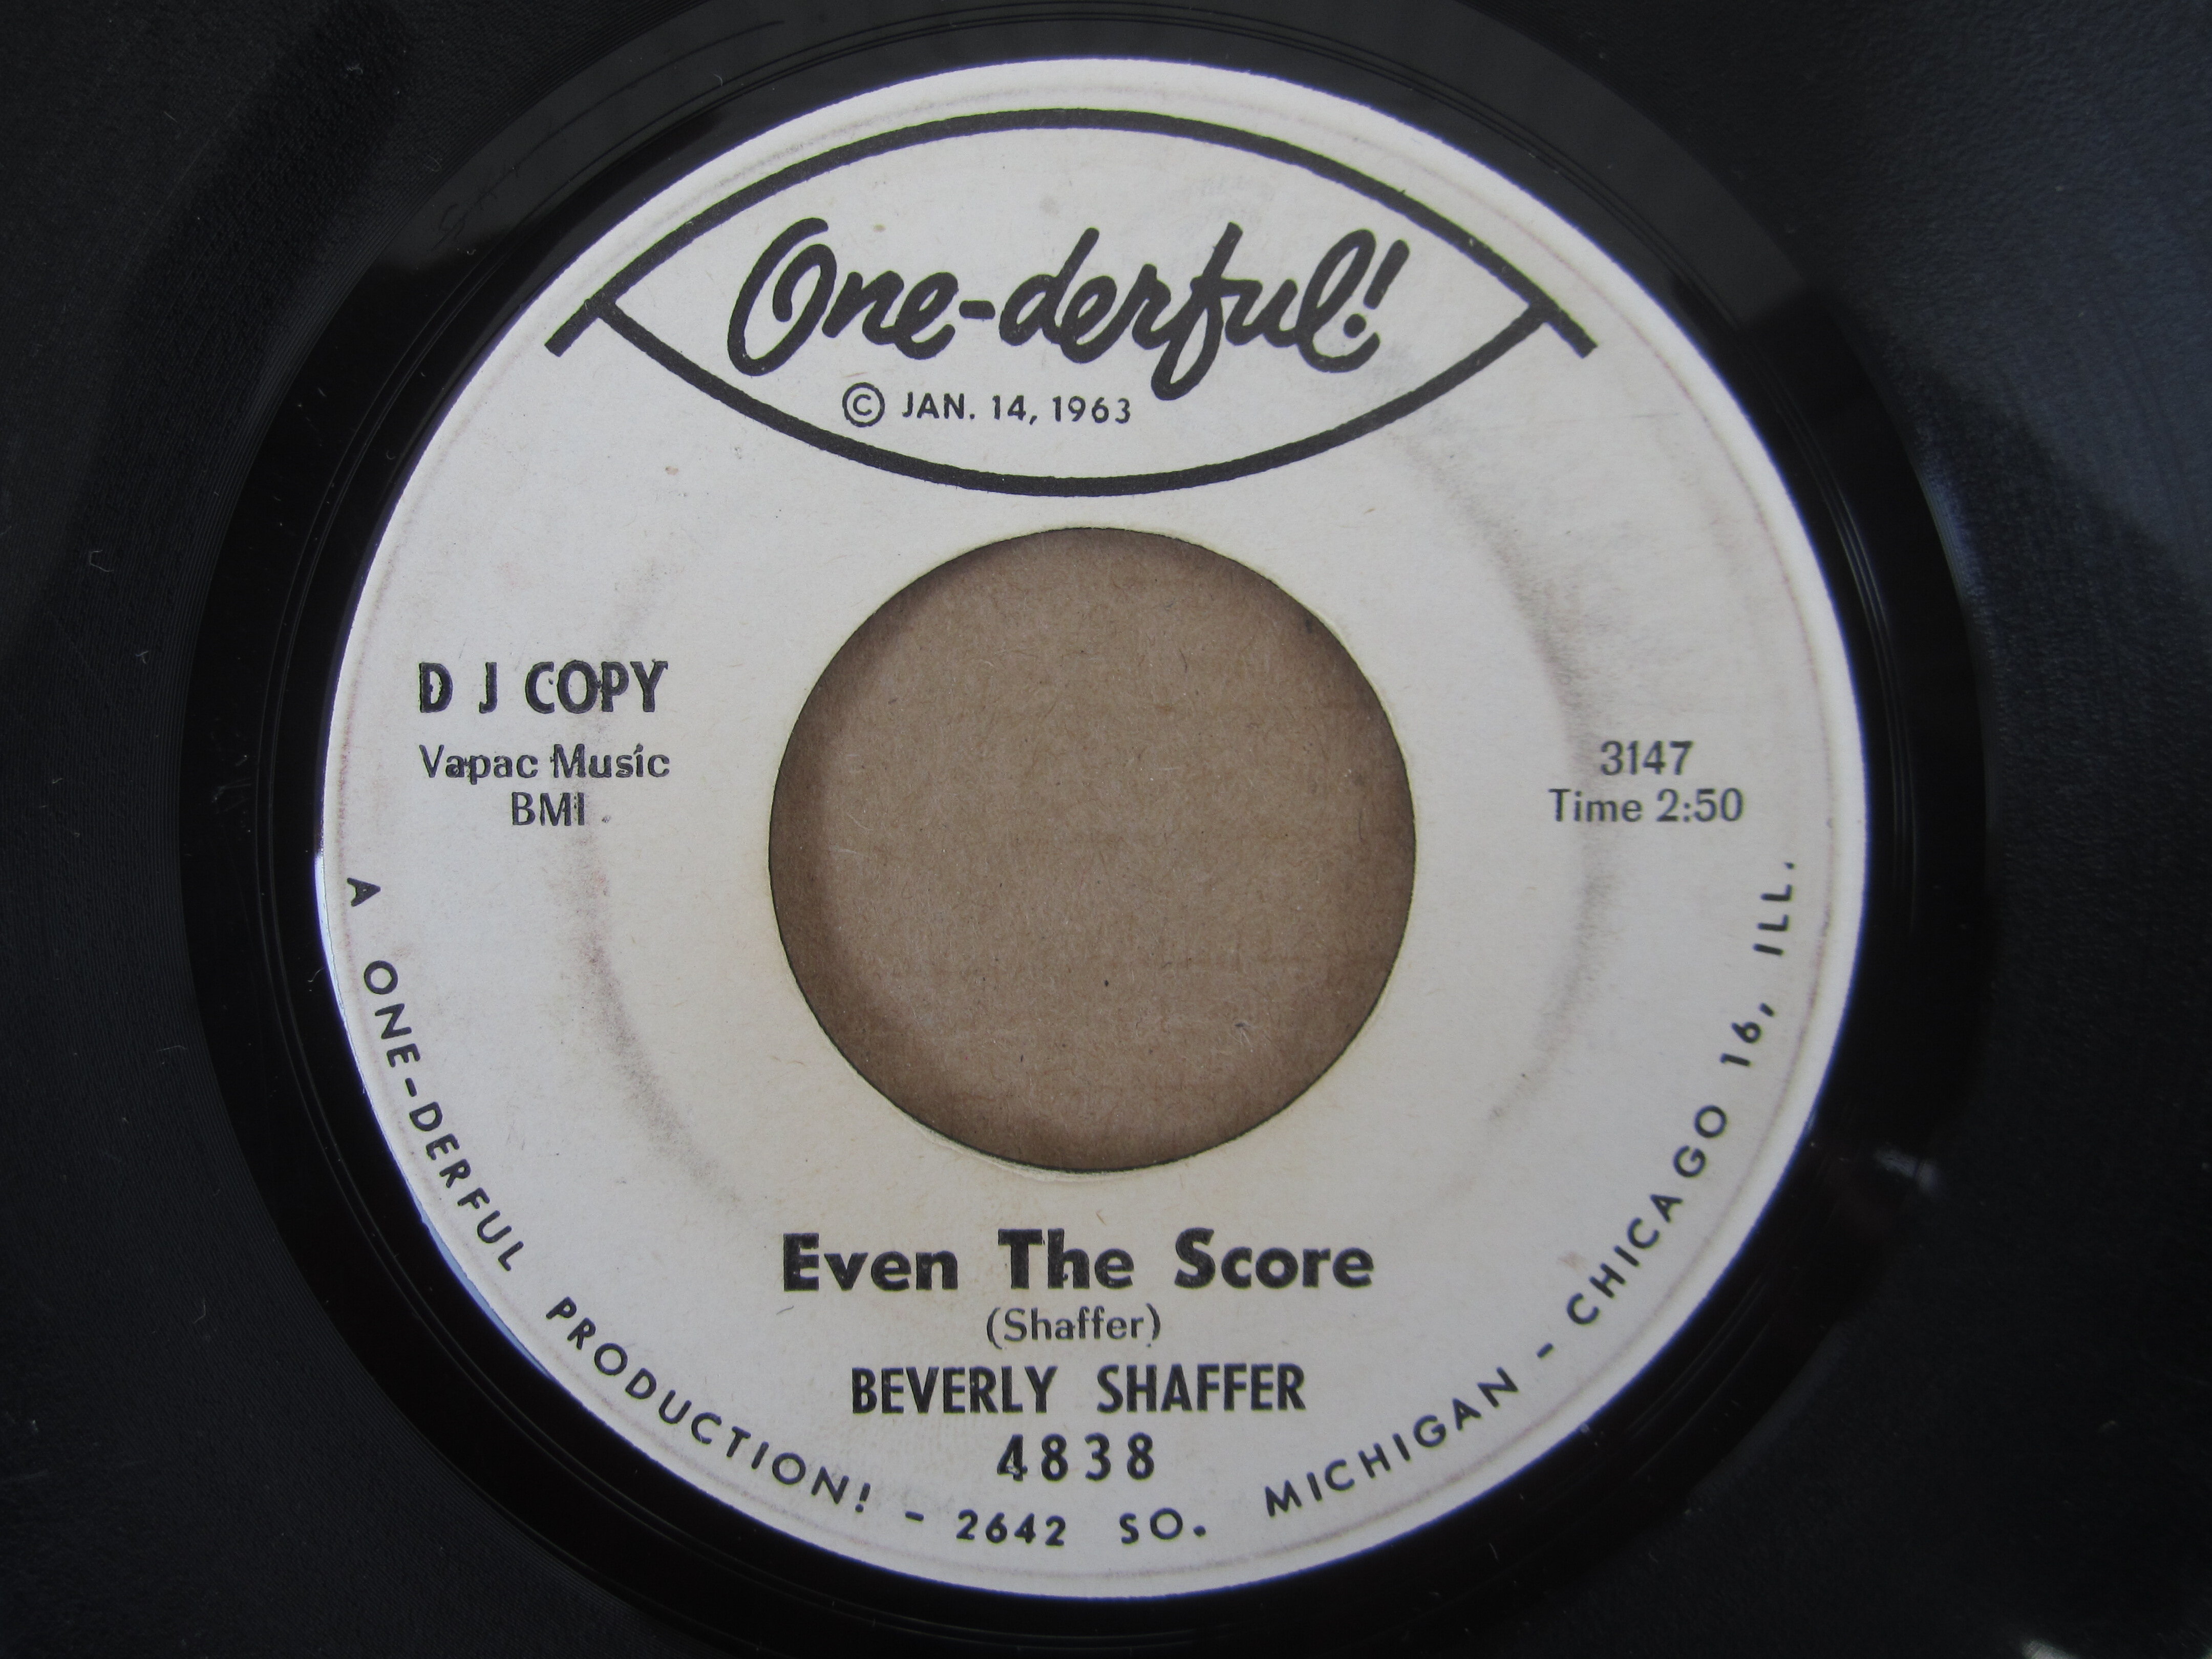 One-derful!
© JAN. 14, 1963
D J COPY
Vapac Music
BMI
3147
Time 2:50
Even The Score
(Shaffer)
BEVERLY SHAFFER
4838
A ONE-DERFUL PRODUCTION! - 2642 SO. MICHIGAN - CHICAGO 16, ILL.